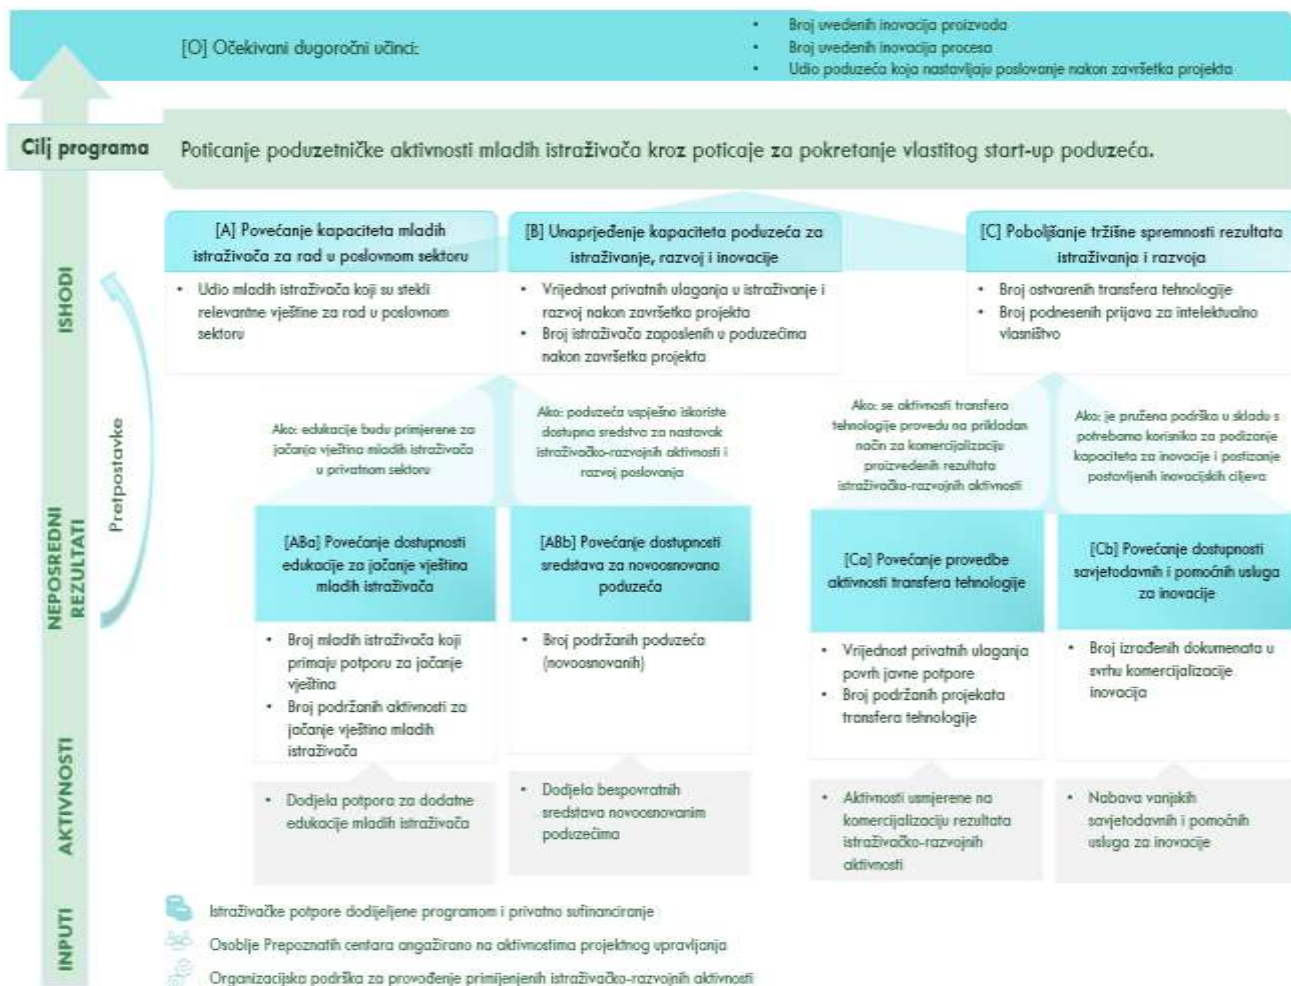 [O] Očekivani dugoročni učinci:
• Broj uvedenih inovacija proizvoda
• Broj uvedenih inovacija procesa
• Udio poduzeća koja nastavljaju poslovanje nakon završetka projekta
Cilj programa
Poticanje poduzetničke aktivnosti mladih istraživača kroz poticaje za pokretanje vlastitog start-up poduzeća.
ISHODI
[A] Povećanje kapaciteta mladih
istraživača za rad u poslovnom sektoru
• Udio mladih istraživača koji su stekli
relevantne vještine za rad u poslovnom
sektoru
[B] Unaprjeđenje kapaciteta poduzeća za
istraživanje, razvoj i inovacije
• Vrijednost privatnih ulaganja u istraživanje i
razvoj nakon završetka projekta
• Broj istraživača zaposlenih u poduzećima
nakon završetka projekta
[C] Poboljšanje tržišne spremnosti rezultata
istraživanja i razvoja
• Broj ostvarenih transfera tehnologije
• Broj podnesenih prijava za intelektualno
vlasništvo
Pretpostavke
Ako: edukacije budu primjerene za
jačanja vještina mladih istraživača
u privatnom sektoru
Ako: poduzeća uspješno iskoriste
dostupna sredstva za nastavak
istraživačko-razvojnih aktivnosti i
razvoj poslovanja
Ako: se aktivnosti transfera
tehnologije provedu na prikladan
način za komercijalizaciju
proizvedenih rezultata
istraživačko-razvojnih aktivnosti
Ako: je pružena podrška u skladu s
potrebama korisnika za podizanje
kapaciteta za inovacije i postizanje
postavljenih inovacijskih ciljeva
NEPOSREDNI
REZULTATI
[ABa] Povećanje dostupnosti
edukacije za jačanje vještina
mladih istraživača
• Broj mladih istraživača koji
primaju potporu za jačanje
vještina
• Broj podržanih aktivnosti za
jačanje vještina mladih
istraživača
[ABb] Povećanje dostupnosti
sredstava za novoosnovana
poduzeća
• Broj podržanih poduzeća
(novoosnovanih)
[Ca] Povećanje provedbe
aktivnosti transfera tehnologije
• Vrijednost privatnih ulaganja
povrh javne potpore
• Broj podržanih projekata
transfera tehnologije
[Cb] Povećanje dostupnosti
savjetodavnih i pomoćnih usluga
za inovacije
• Broj izrađenih dokumenata u
svrhu komercijalizacije
inovacija
AKTIVNOSTI
• Dodjela potpora za dodatne
edukacije mladih istraživača
• Dodjela bespovratnih
sredstava novoosnovanim
poduzećima
• Aktivnosti usmjerene na
komercijalizaciju rezultata
istraživačko-razvojnih
aktivnosti
• Nabava vanjskih
savjetodavnih i pomoćnih
usluga za inovacije
INPUTI
Istraživačke potpore dodijeljene programom i privatno sufinanciranje
Osoblje Prepoznatih centara angažirano na aktivnostima projektnog upravljanja
Organizacijska podrška za provođenje primijenjenih istraživačko-razvojnih aktivnosti